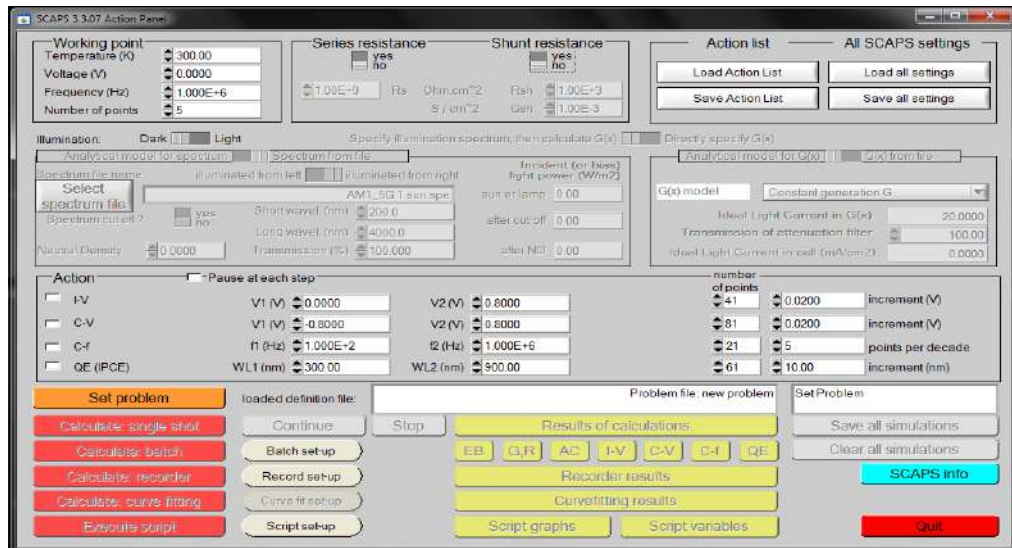 SCAPS 3.3.07 Action Panel
Working point
Temperature (K) 300.00
Voltage (V) 0.0000
Frequency (Hz) 1.000E+6
Number of points 5
Series resistance
yes
no
Shunt resistance
yes
no
1.00E+0 Rs Ohm.cm^2 Rsh 1.00E+3
S / cm^2 Gsh 1.00E-3
Action list
Load Action List
Save Action List
All SCAPS settings
Load all settings
Save all settings
Illumination: Dark Light
Specify illumination spectrum, then calculate G(x) Directly specify G(x)
Analytical model for spectrum Spectrum from file
Spectrum file name illuminated from left illuminated from right
Incident (or bias)
light power (W/m2)
Select
spectrum file
AM1_5G 1 sun.spe
sun or lamp 0.00
Spectrum cut off ? yes
no
Short wavel. (nm) 200.0
after cut-off 0.00
Long wavel. (nm) 4000.0
Neutral Density 0.0000
Transmission (%) 100.000
after ND 0.00
Analytical model for G(x) G(x) from file
G(x) model Constant generation G
Ideal Light Current in G(x) 20.0000
Transmission of attenuation filter 100.00
Ideal Light Current in cell (mA/cm2) 0.0000
Action Pause at each step
number
of points
I-V V1 (V) 0.0000 V2 (V) 0.8000 41 0.0200 increment (V)
C-V V1 (V) -0.8000 V2 (V) 0.8000 81 0.0200 increment (V)
C-f f1 (Hz) 1.000E+2 f2 (Hz) 1.000E+6 21 5 points per decade
QE (IPCE) WL1 (nm) 300.00 WL2 (nm) 900.00 61 10.00 increment (nm)
Set problem
loaded definition file:
Problem file: new problem
Set Problem
Calculate: single shot
Continue
Stop
Results of calculations
Save all simulations
Calculate: batch
Batch set-up
EB G,R AC I-V C-V C-f QE
Clear all simulations
Calculate: recorder
Record set-up
Recorder results
SCAPS info
Calculate: curve fitting
Curve fit set-up
Curvefitting results
Execute script
Script set-up
Script graphs
Script variables
Quit